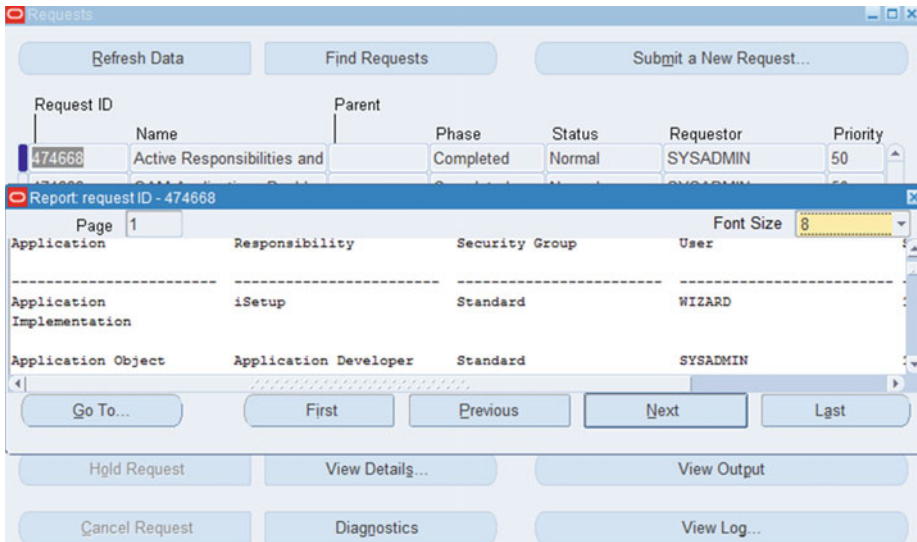 Requests
Refresh Data Find Requests Submit a New Request...
Request ID Parent
Name Phase Status Requestor Priority
474668 Active Responsibilities and Completed Normal SYSADMIN 50
Report: request ID - 474668
Page 1 Font Size 8
Application Responsibility Security Group User
------------------------- ------------------------- ------------------------- -------------------------
Application iSetup Standard WIZARD
Implementation
Application Object Application Developer Standard SYSADMIN
Go To... First Previous Next Last
Hold Request View Details... View Output
Cancel Request Diagnostics View Log...